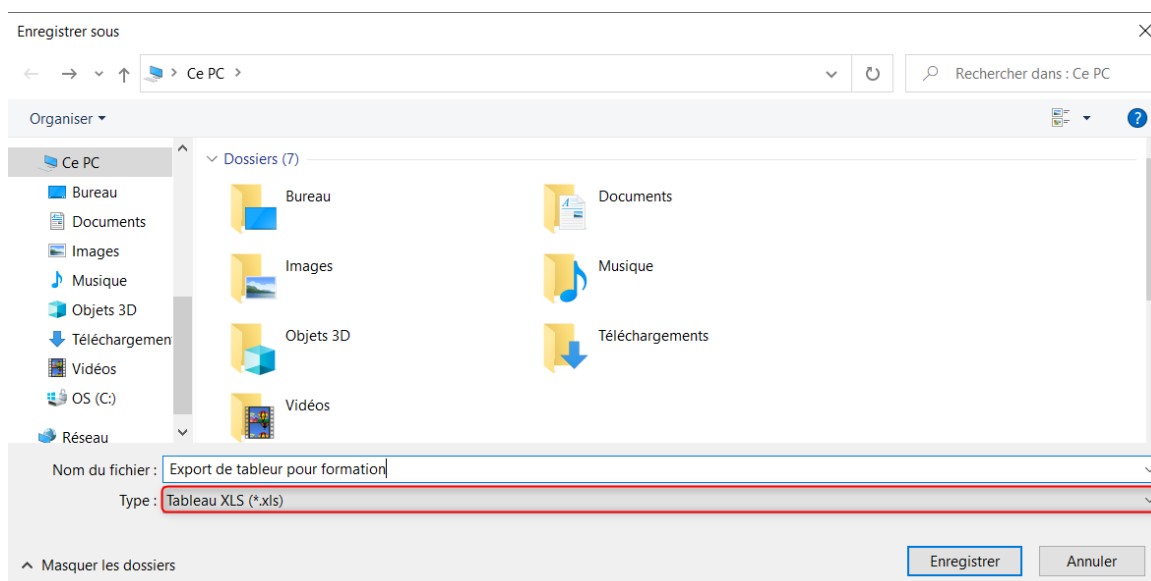 Enregistrer sous
Ce PC
Rechercher dans : Ce PC
Organiser
?
Ce PC
Bureau
Documents
Images
Musique
Objets 3D
Téléchargemen
Vidéos
OS (C:)
Réseau
Dossiers (7)
Bureau
Documents
Images
Musique
Objets 3D
Téléchargements
Vidéos
Nom du fichier : Export de tableur pour formation
Type : Tableau XLS (*.xls)
Masquer les dossiers
Enregistrer
Annuler